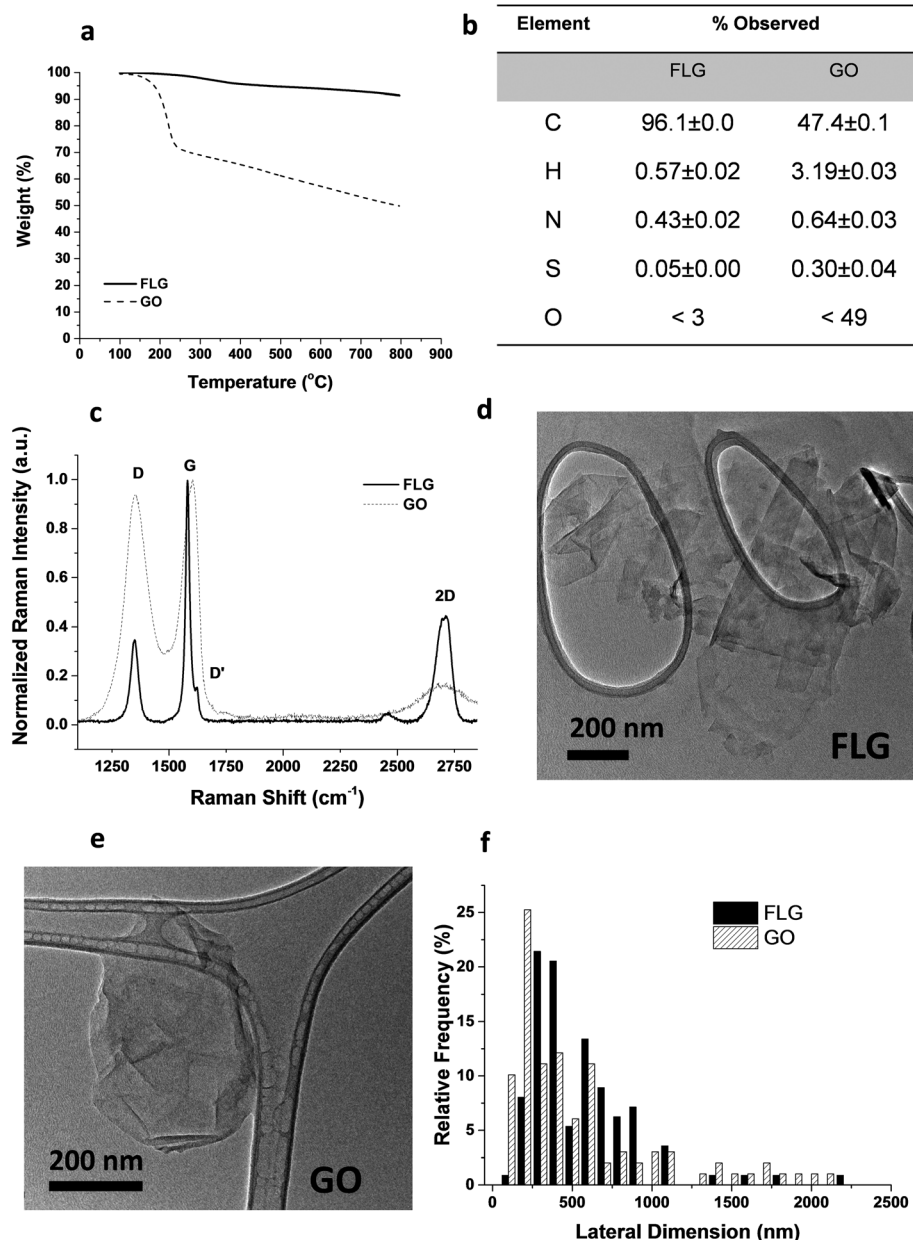 a
100
90
80
70
60
50
40
30
20
10
0
Weight (%)
FLG
GO
0 100 200 300 400 500 600 700 800 900
Temperature (°C)
b
Element % Observed
FLG GO
C 96.1±0.0 47.4±0.1
H 0.57±0.02 3.19±0.03
N 0.43±0.02 0.64±0.03
S 0.05±0.00 0.30±0.04
O < 3 < 49
c
Normalized Raman Intensity (a.u.)
1.0
0.8
0.6
0.4
0.2
0.0
D G
D'
2D
FLG
GO
1250 1500 1750 2000 2250 2500 2750
Raman Shift (cm⁻¹)
d
200 nm
FLG
e
200 nm
GO
f
Relative Frequency (%)
25
20
15
10
5
0
FLG
GO
0 500 1000 1500 2000 2500
Lateral Dimension (nm)